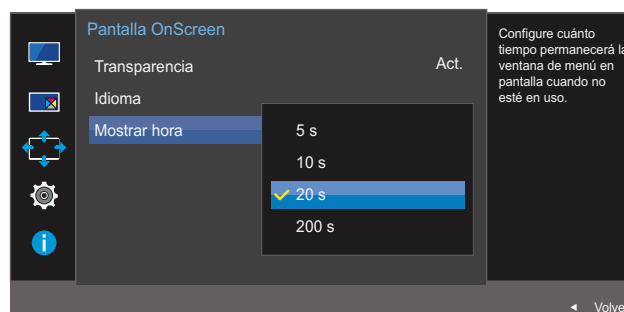 Pantalla OnScreen
Transparencia Act.
Idioma
Mostrar hora
5 s
10 s
20 s
200 s
Configure cuánto
tiempo permanecerá la
ventana de menú en
pantalla cuando no
esté en uso.
Volve